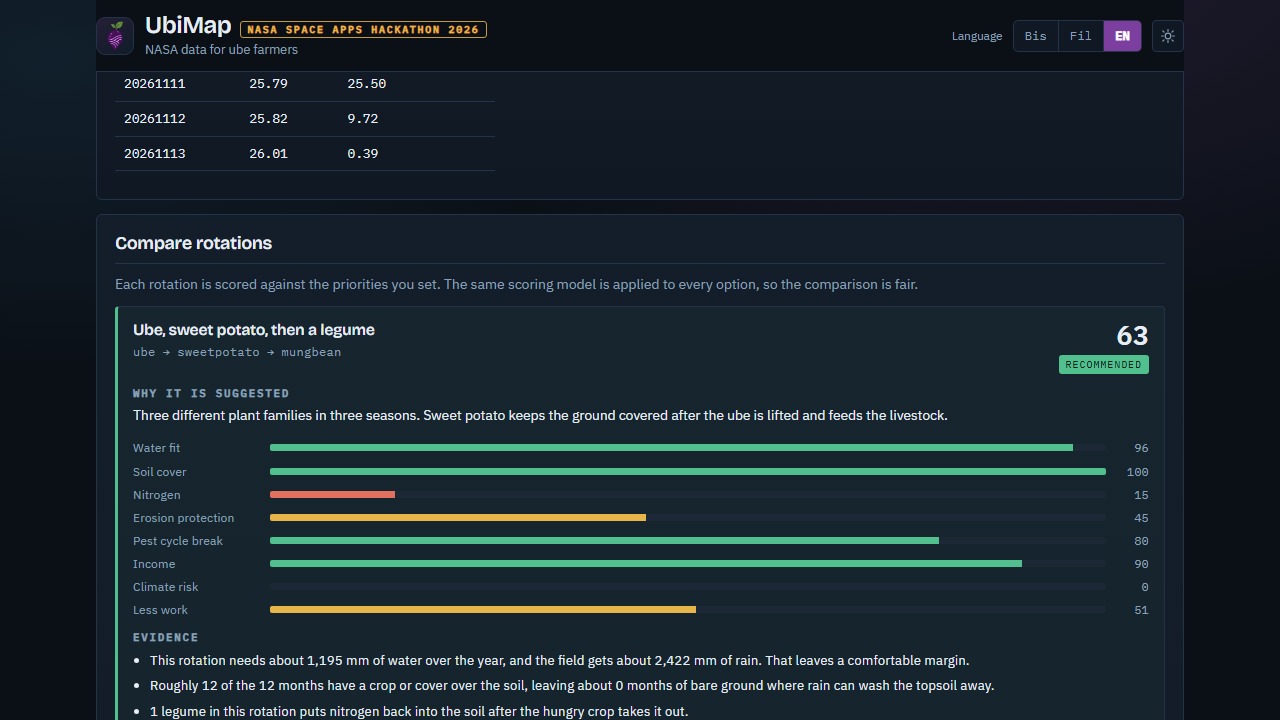 UbiMap NASA SPACE APPS HACKATHON 2026
NASA data for ube farmers
Language Bis Fil EN
20261111 25.79 25.50
20261112 25.82 9.72
20261113 26.01 0.39
Compare rotations
Each rotation is scored against the priorities you set. The same scoring model is applied to every option, so the comparison is fair.
Ube, sweet potato, then a legume 63
ube → sweetpotato → mungbean
RECOMMENDED
WHY IT IS SUGGESTED
Three different plant families in three seasons. Sweet potato keeps the ground covered after the ube is lifted and feeds the livestock.
Water fit 96
Soil cover 100
Nitrogen 15
Erosion protection 45
Pest cycle break 80
Income 90
Climate risk 0
Less work 51
EVIDENCE
• This rotation needs about 1,195 mm of water over the year, and the field gets about 2,422 mm of rain. That leaves a comfortable margin.
• Roughly 12 of the 12 months have a crop or cover over the soil, leaving about 0 months of bare ground where rain can wash the topsoil away.
• 1 legume in this rotation puts nitrogen back into the soil after the hungry crop takes it out.